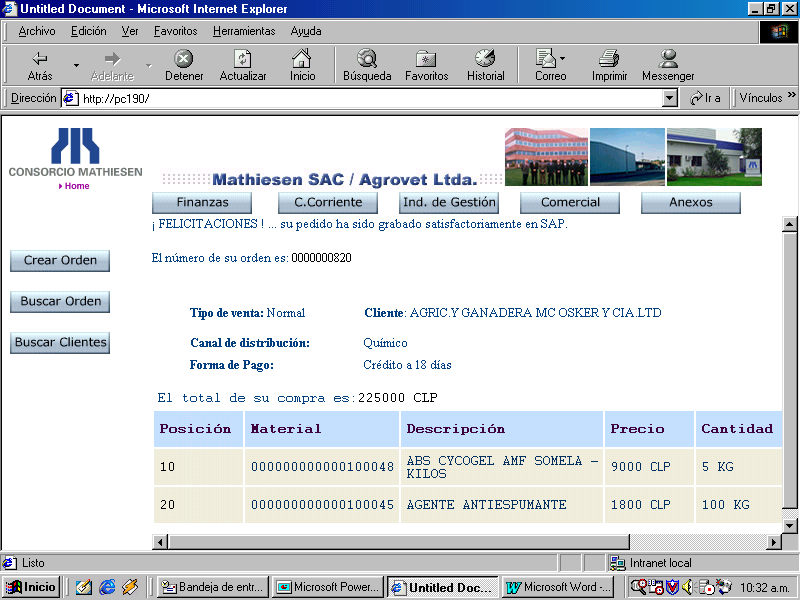 Untitled Document - Microsoft Internet Explorer
Archivo Edición Ver Favoritos Herramientas Ayuda
Atrás Adelante Detener Actualizar Inicio Búsqueda Favoritos Historial Correo Imprimir Messenger
Dirección http://pc190/ Ir a Vínculos »
CONSORCIO MATHIESEN
Home
Mathiesen SAC / Agrovet Ltda.
Finanzas C.Corriente Ind. de Gestión Comercial Anexos
¡ FELICITACIONES ! ... su pedido ha sido grabado satisfactoriamente en SAP.
Crear Orden
El número de su orden es: 0000000820
Buscar Orden
Tipo de venta: Normal Cliente: AGRIC.Y GANADERA MC OSKER Y CIA.LTD
Buscar Clientes
Canal de distribución: Químico
Forma de Pago: Crédito a 18 días
El total de su compra es: 225000 CLP
Posición Material Descripción Precio Cantidad
10 000000000000100048 ABS CYCOGEL AMF SOMELA - KILOS 9000 CLP 5 KG
20 000000000000100045 AGENTE ANTIESPUMANTE 1800 CLP 100 KG
Listo Intranet local
Inicio Bandeja de entr... Microsoft Power... Untitled Doc... Microsoft Word -... 10:32 a.m.